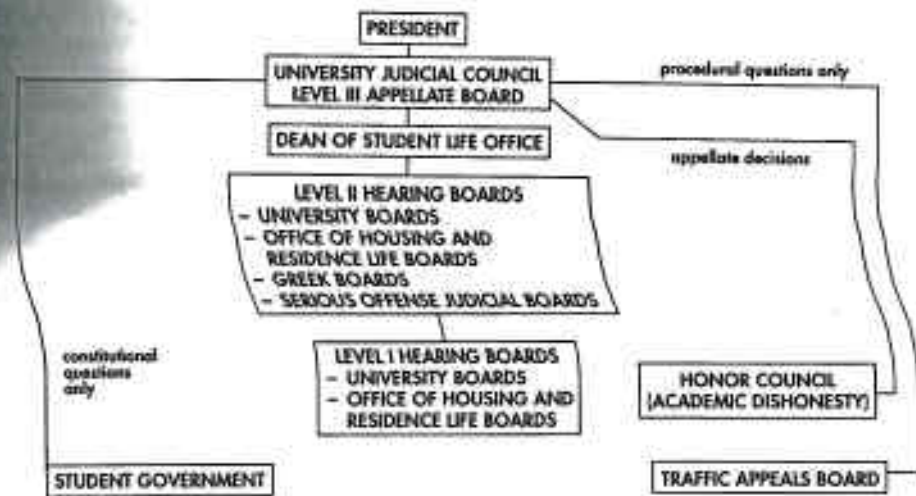 PRESIDENT
UNIVERSITY JUDICIAL COUNCIL
LEVEL III APPELLATE BOARD
procedural questions only
DEAN OF STUDENT LIFE OFFICE
appellate decisions
LEVEL II HEARING BOARDS
– UNIVERSITY BOARDS
– OFFICE OF HOUSING AND
RESIDENCE LIFE BOARDS
– GREEK BOARDS
– SERIOUS OFFENSE JUDICIAL BOARDS
constitutional
questions
only
LEVEL I HEARING BOARDS
– UNIVERSITY BOARDS
– OFFICE OF HOUSING AND
RESIDENCE LIFE BOARDS
HONOR COUNCIL
(ACADEMIC DISHONESTY)
STUDENT GOVERNMENT
TRAFFIC APPEALS BOARD